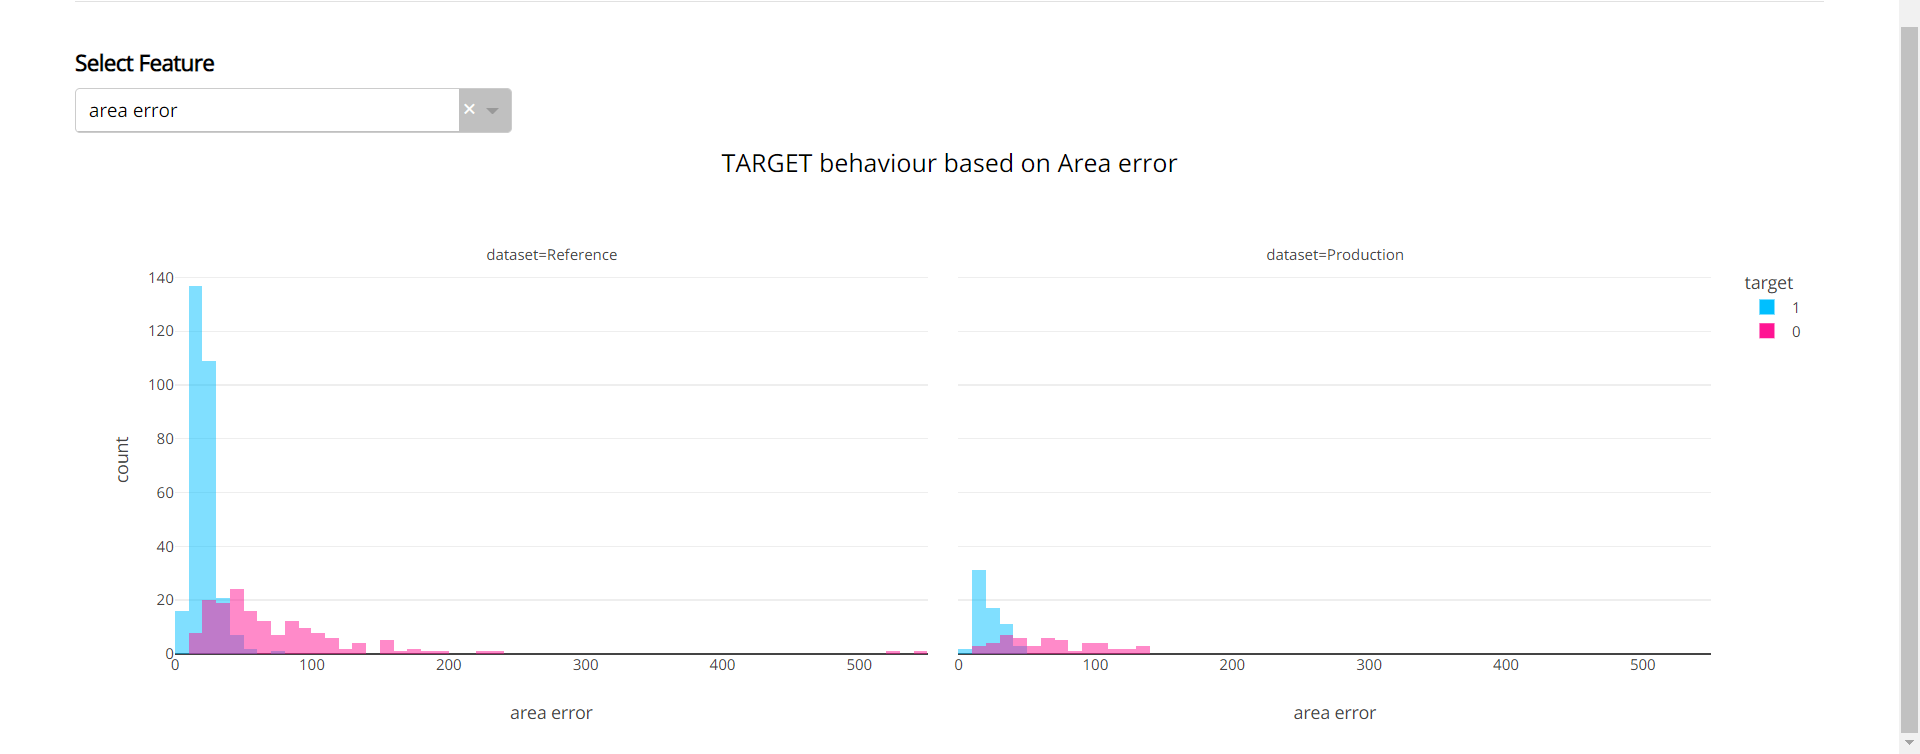 Select Feature
area error
TARGET behaviour based on Area error
dataset=Reference
dataset=Production
target
1
0
140
120
100
80
60
40
20
0
count
0 100 200 300 400 500
0 100 200 300 400 500
area error
area error